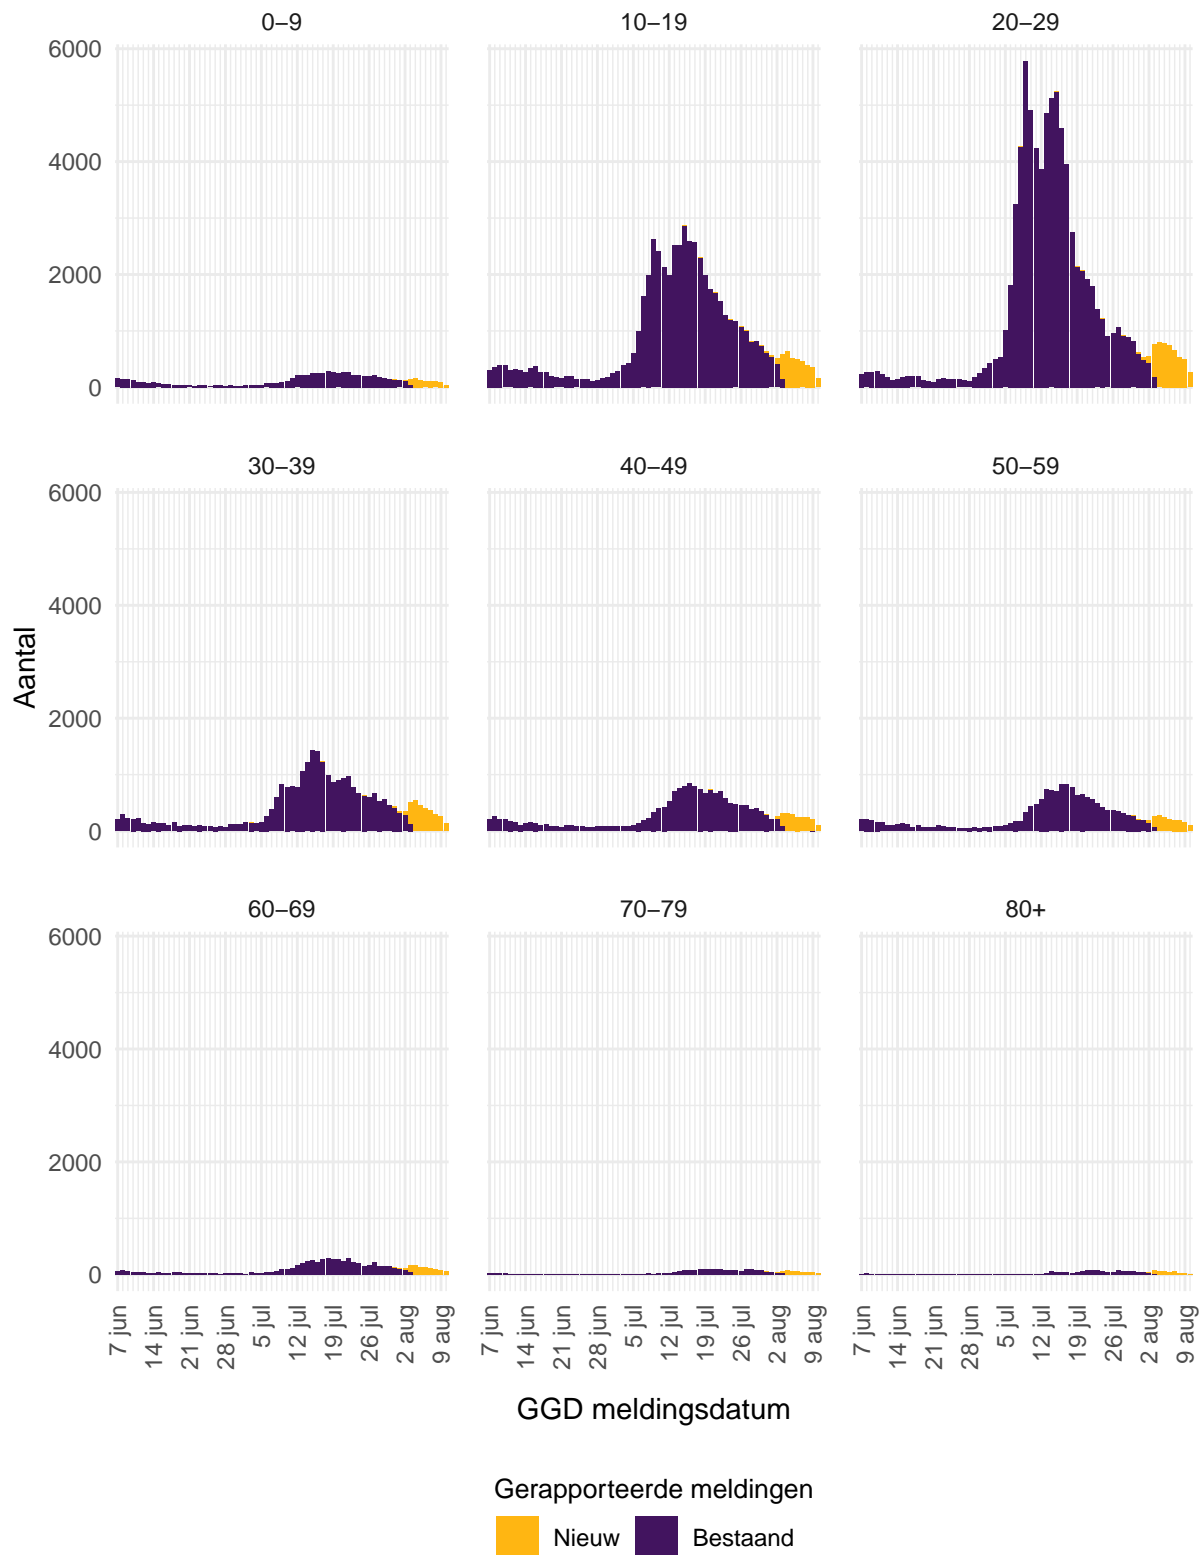 0–9 10–19 20–29
6000
4000
2000
0
30–39 40–49 50–59
6000
4000
2000
0
Aantal
60–69 70–79 80+
6000
4000
2000
0
7 jun 14 jun 21 jun 28 jun 5 jul 12 jul 19 jul 26 jul 2 aug 9 aug 7 jun 14 jun 21 jun 28 jun 5 jul 12 jul 19 jul 26 jul 2 aug 9 aug 7 jun 14 jun 21 jun 28 jun 5 jul 12 jul 19 jul 26 jul 2 aug 9 aug
GGD meldingsdatum
Gerapporteerde meldingen
Nieuw Bestaand